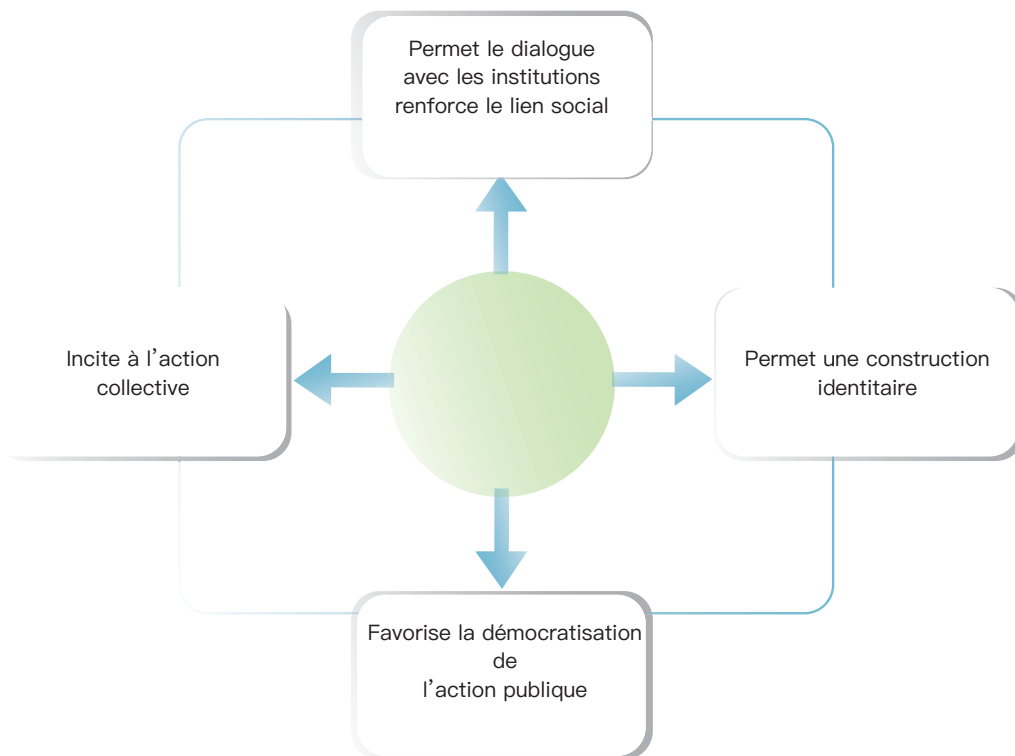 Permet le dialogue
avec les institutions
renforce le lien social
Incite à l’action
collective
Permet une construction
identitaire
Favorise la démocratisation
de
l’action publique